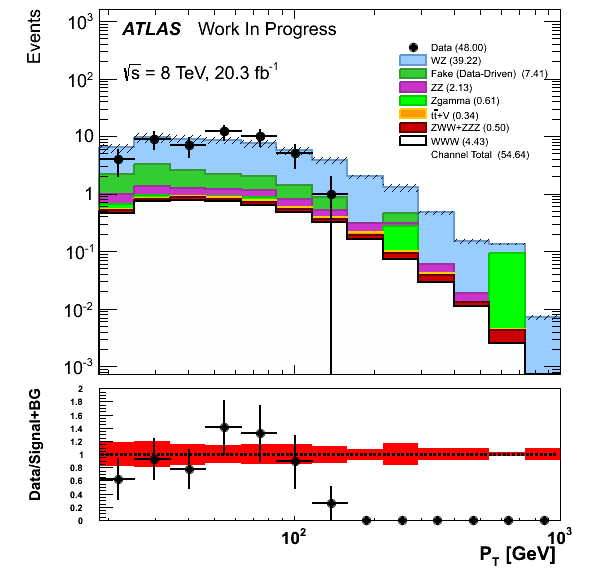 Events
10³
10²
10
1
10⁻¹
10⁻²
10⁻³
ATLAS Work In Progress
√s = 8 TeV, 20.3 fb⁻¹
Data (48.00)
WZ (39.22)
Fake (Data-Driven) (7.41)
ZZ (2.13)
Zgamma (0.61)
tt̄+V (0.34)
ZWW+ZZZ (0.50)
WWW (4.43)
Channel Total (54.64)
Data/Signal+BG
2
1.8
1.6
1.4
1.2
1
0.8
0.6
0.4
0.2
0
10²
10³
P_T [GeV]